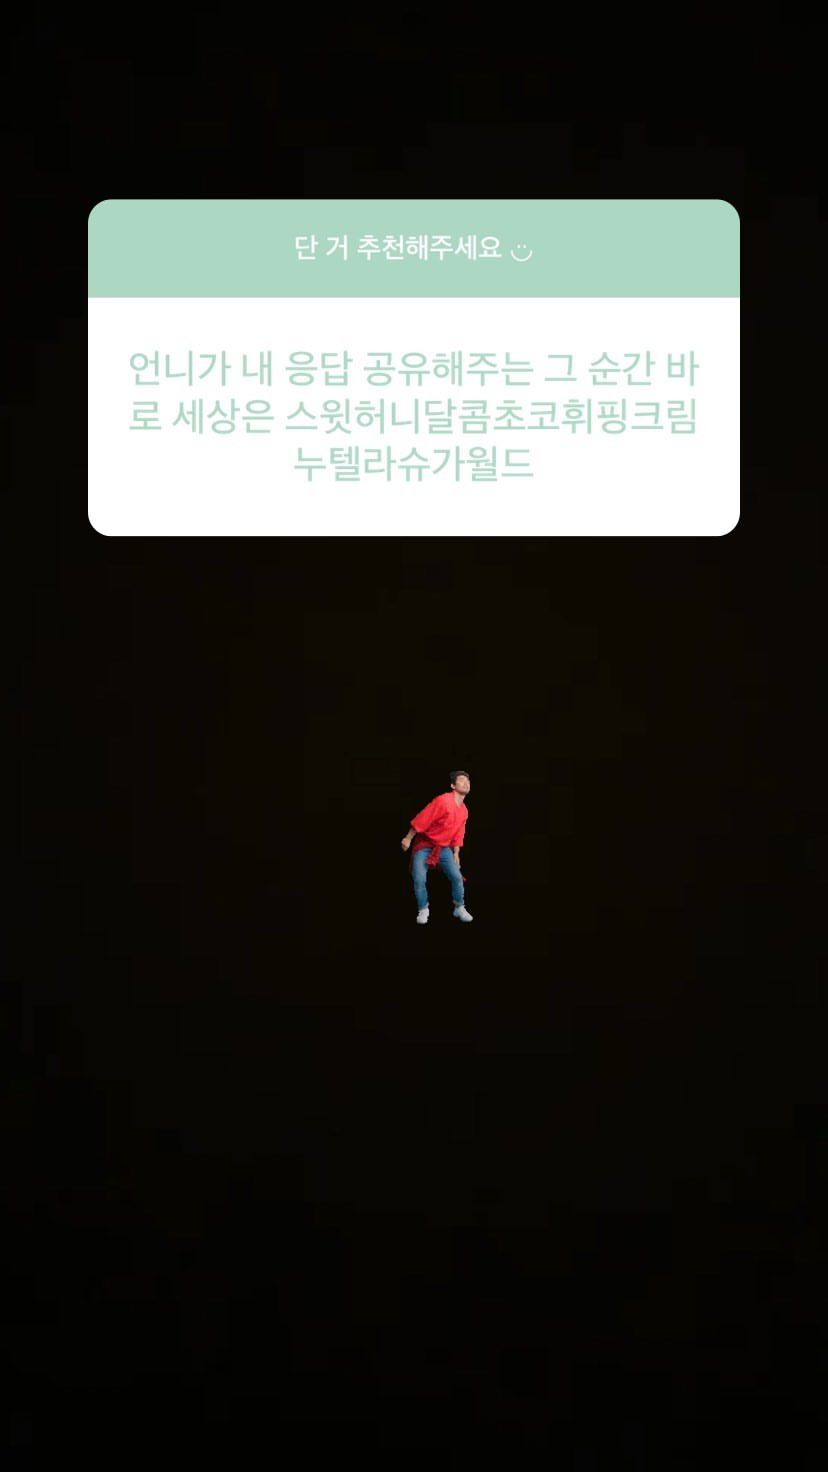 단 거 추천해주세요 ㆅ
언니가 내 응답 공유해주는 그 순간 바
로 세상은 스윗허니달콤초코휘핑크림
누텔라슈가월드